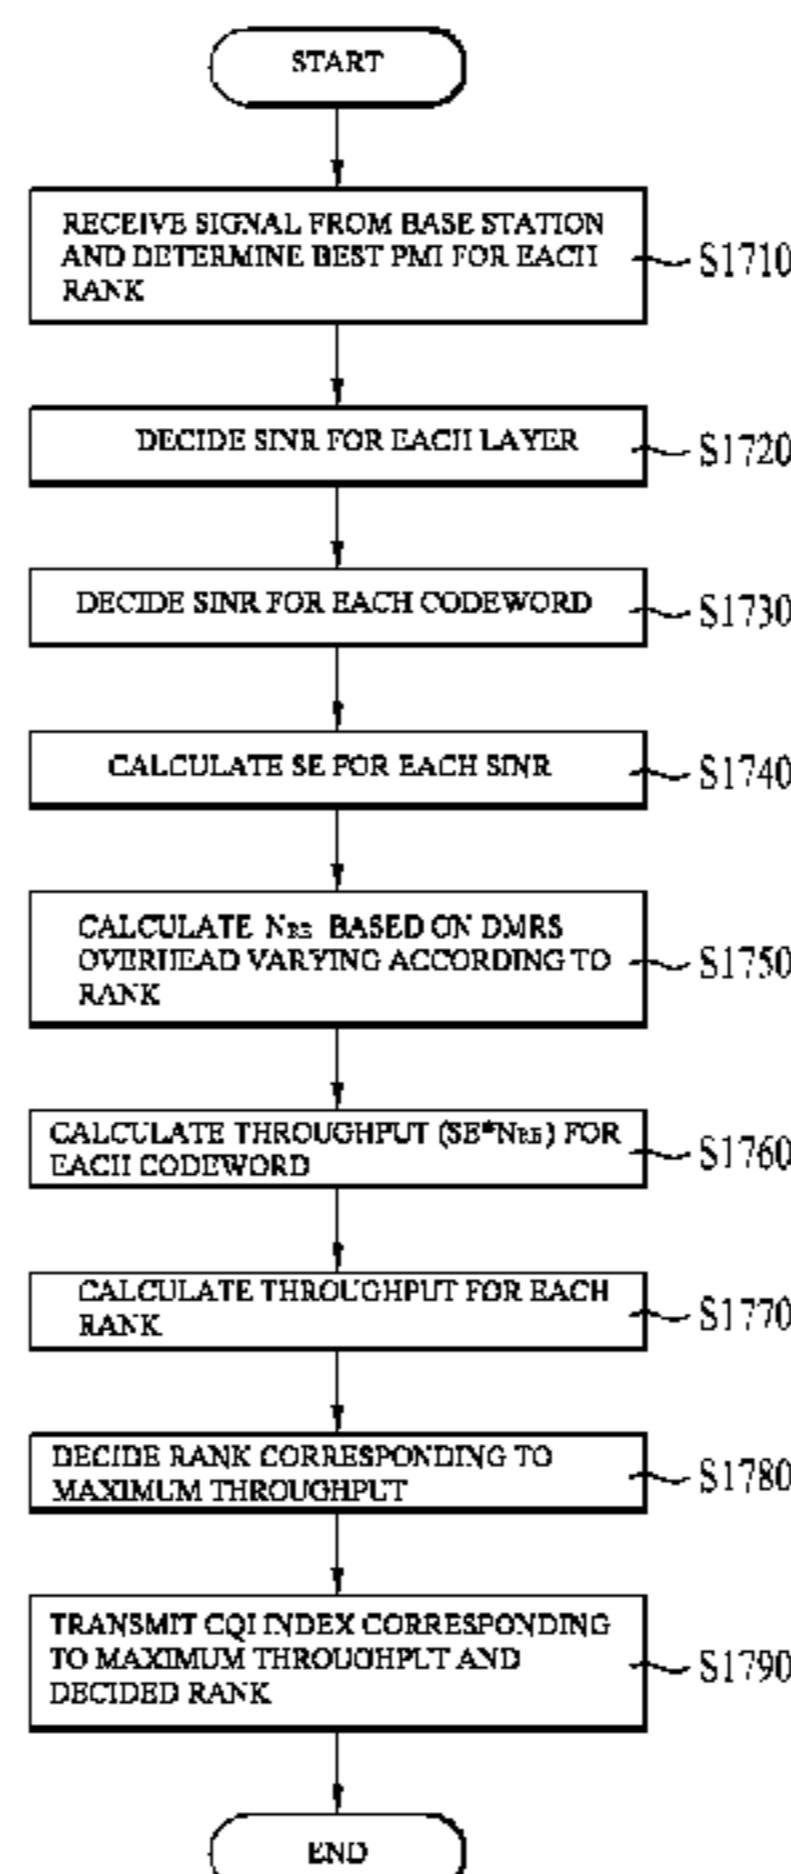 START
RECEIVE SIGNAL FROM BASE STATION
AND DETERMINE BEST PMI FOR EACH
RANK
S1710
DECIDE SINR FOR EACH LAYER
S1720
DECIDE SINR FOR EACH CODEWORD
S1730
CALCULATE SE FOR EACH SINR
S1740
CALCULATE NRE BASED ON DMRS
OVERHEAD VARYING ACCORDING TO
RANK
S1750
CALCULATE THROUGHPUT (SE*NRE) FOR
EACH CODEWORD
S1760
CALCULATE THROUGHPUT FOR EACH
RANK
S1770
DECIDE RANK CORRESPONDING TO
MAXIMUM THROUGHPUT
S1780
TRANSMIT CQI INDEX CORRESPONDING
TO MAXIMUM THROUGHPUT AND
DECIDED RANK
S1790
END